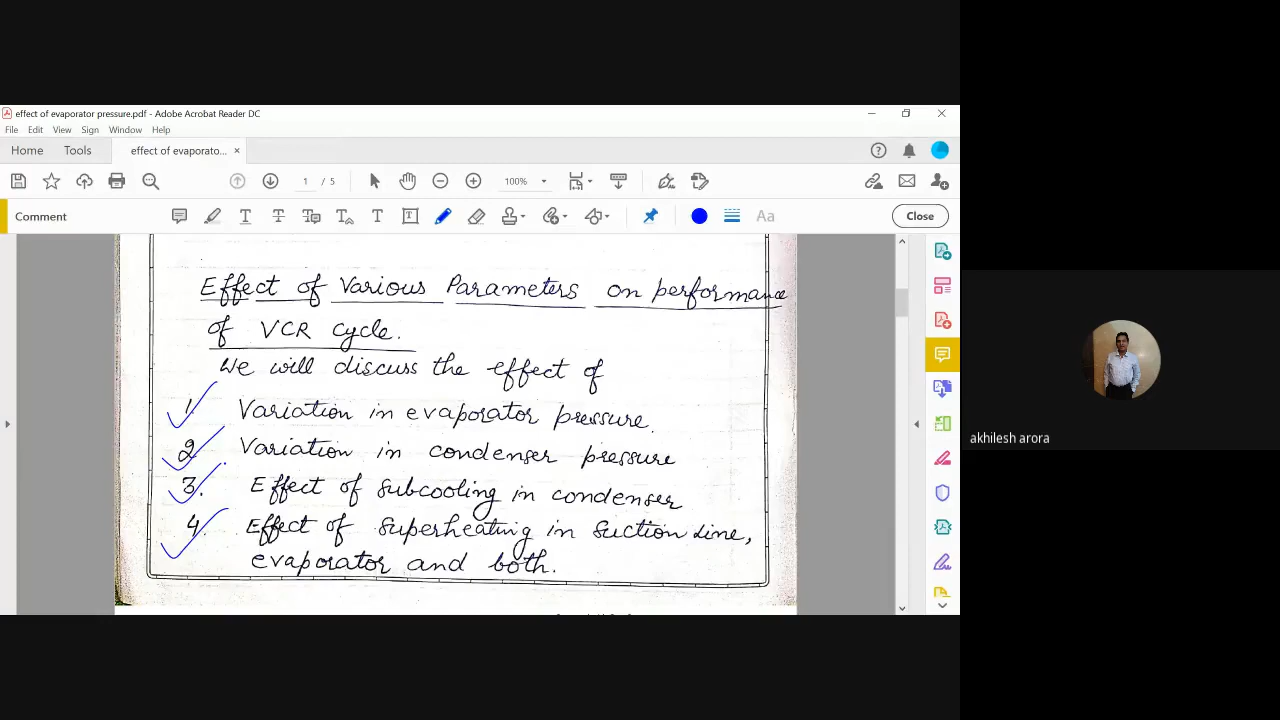 effect of evaporator pressure.pdf - Adobe Acrobat Reader DC
File Edit View Sign Window Help
Home Tools effect of evaporato... ×
1 / 5 100%
Comment T T T T Aa Close
Effect of Various Parameters on performance
of VCR cycle.
We will discuss the effect of
1. Variation in evaporator pressure.
2. Variation in condenser pressure
3. Effect of subcooling in condenser
4. Effect of superheating in suction line,
evaporator and both.
akhilesh arora